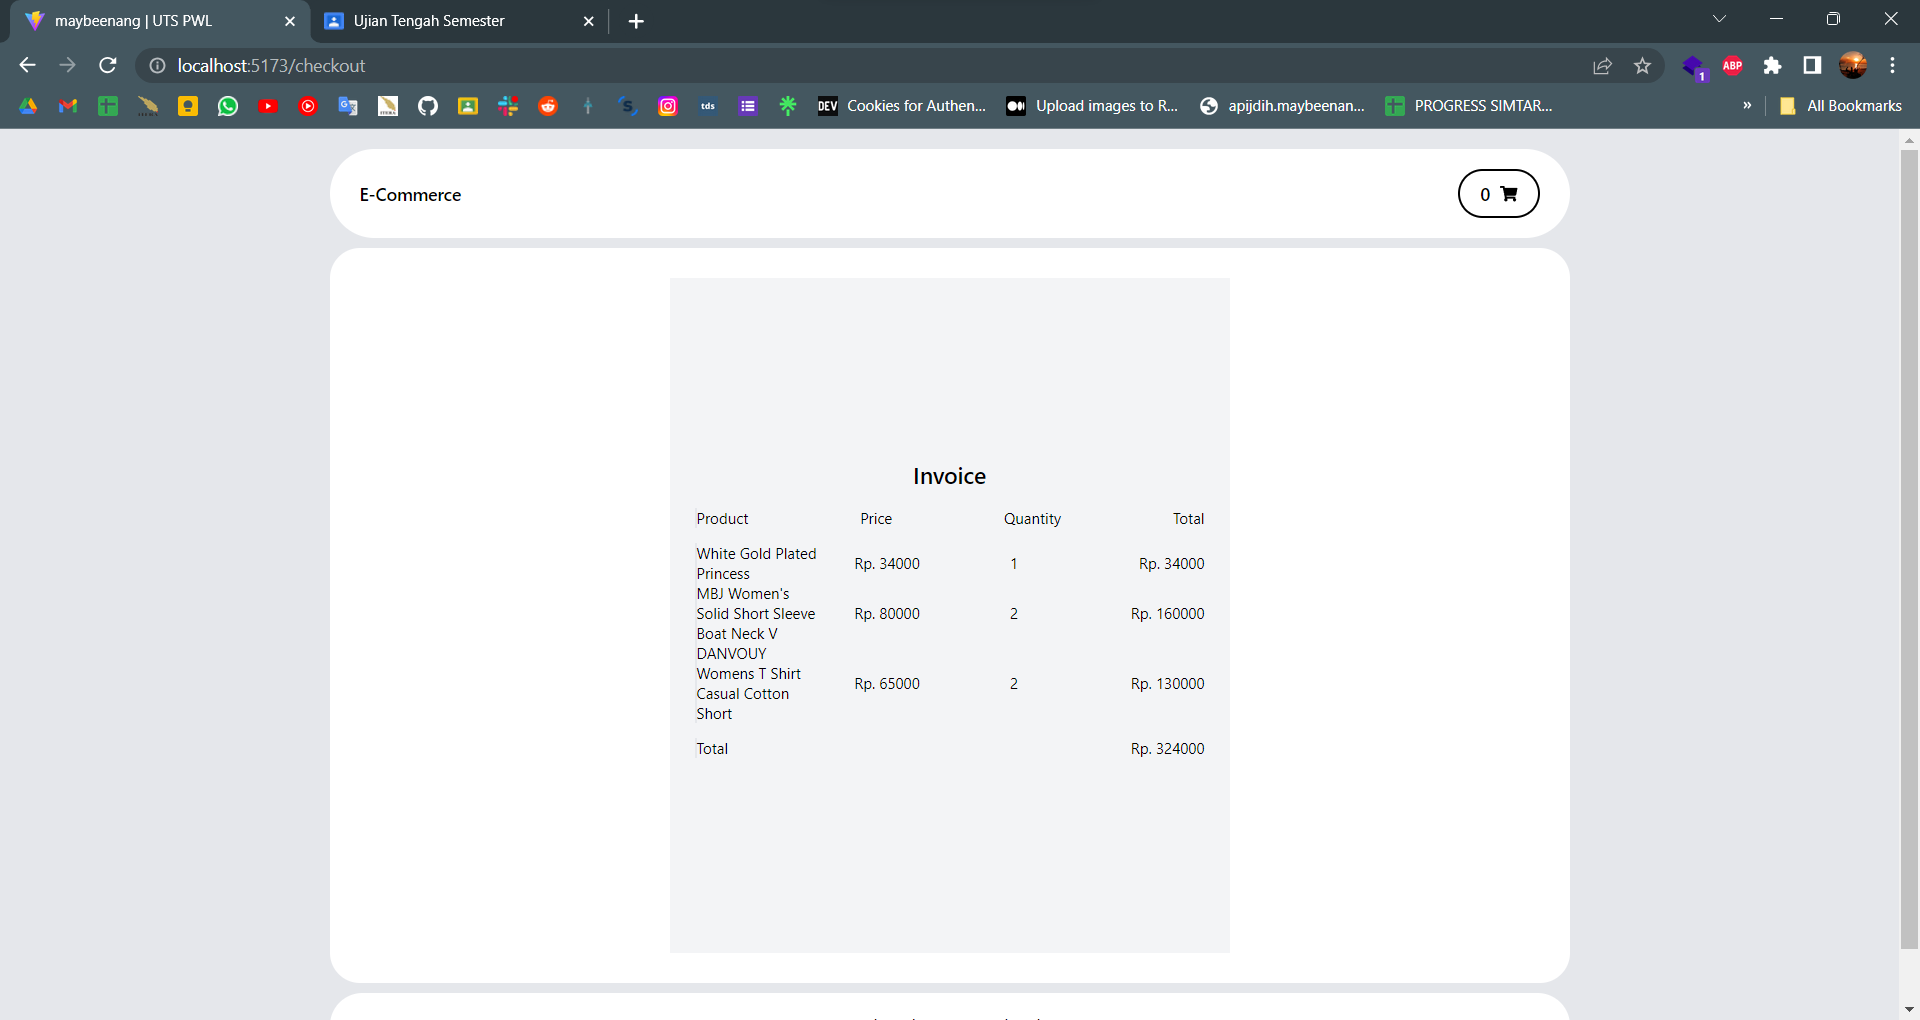 maybeenang | UTS PWL
Ujian Tengah Semester
localhost:5173/checkout
ABP
1
tds
DEV
Cookies for Authen...
Upload images to R...
apijdih.maybeenan...
PROGRESS SIMTAR...
»
All Bookmarks
E-Commerce
0
Invoice
Product Price Quantity Total
White Gold Plated
Princess
Rp. 34000 1 Rp. 34000
MBJ Women's
Solid Short Sleeve
Boat Neck V
Rp. 80000 2 Rp. 160000
DANVOUY
Womens T Shirt
Casual Cotton
Short
Rp. 65000 2 Rp. 130000
Total Rp. 324000